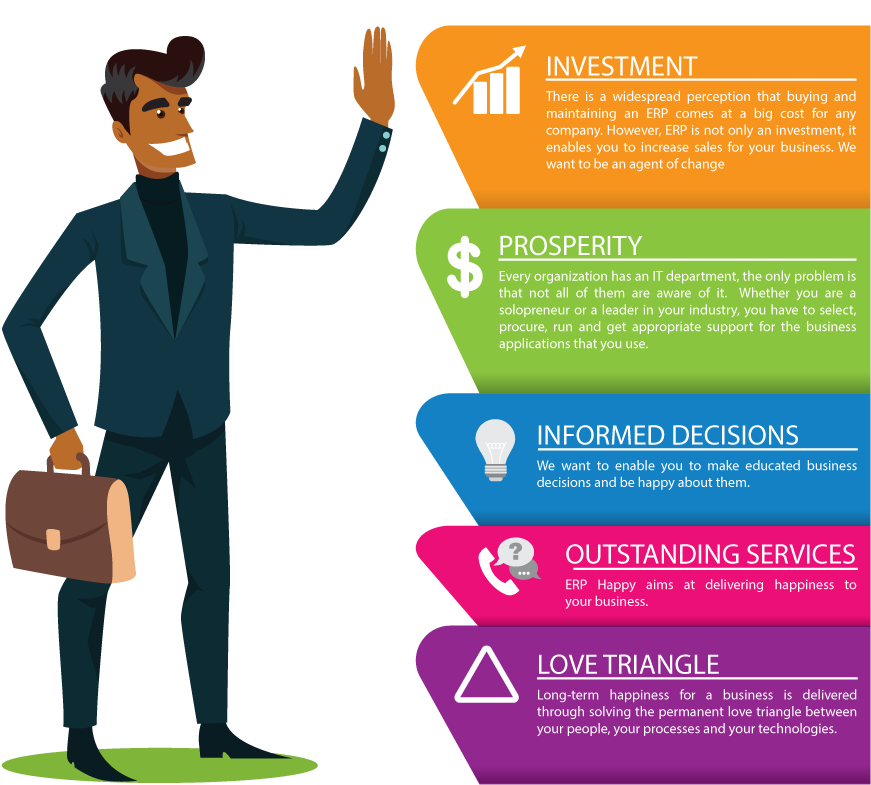 INVESTMENT
There is a widespread perception that buying and
maintaining an ERP comes at a big cost for any
company. However, ERP is not only an investment, it
enables you to increase sales for your business. We
want to be an agent of change
$ PROSPERITY
Every organization has an IT department, the only problem is
that not all of them are aware of it. Whether you are a
solopreneur or a leader in your industry, you have to select,
procure, run and get appropriate support for the business
applications that you use.
INFORMED DECISIONS
We want to enable you to make educated business
decisions and be happy about them.
? OUTSTANDING SERVICES
ERP Happy aims at delivering happiness to
your business.
LOVE TRIANGLE
Long-term happiness for a business is delivered
through solving the permanent love triangle between
your people, your processes and your technologies.